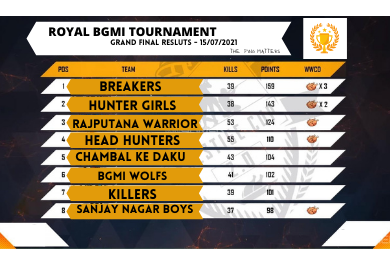 ROYAL BGMI TOURNAMENT
GRAND FINAL RESLUTS - 15/07/2021
THE PAIN MATTERS
POS TEAM KILLS POINTS WWCD
1 BREAKERS 39 159 X 3
2 HUNTER GIRLS 38 143 X 2
3 RAJPUTANA WARRIOR 53 124
4 HEAD HUNTERS 55 110
5 CHAMBAL KE DAKU 43 104
6 BGMI WOLFS 41 102
7 KILLERS 39 101
8 SANJAY NAGAR BOYS 37 98